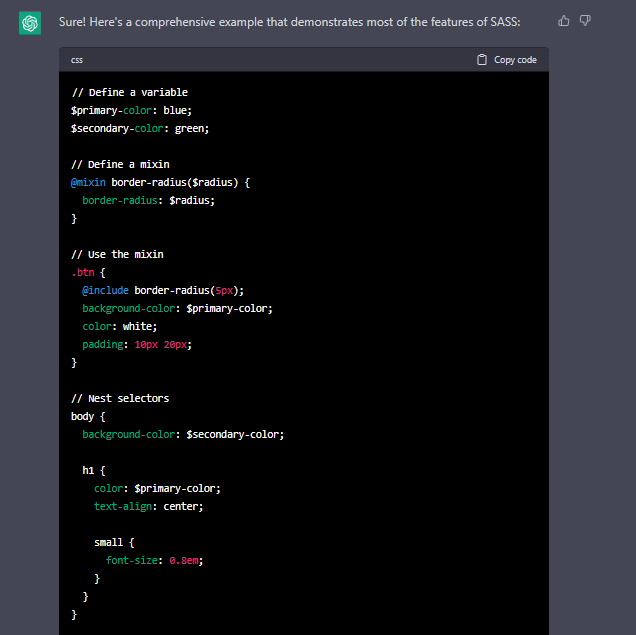 Sure! Here's a comprehensive example that demonstrates most of the features of SASS:
css
Copy code
// Define a variable
$primary-color: blue;
$secondary-color: green;
// Define a mixin
@mixin border-radius($radius) {
  border-radius: $radius;
}
// Use the mixin
.btn {
  @include border-radius(5px);
  background-color: $primary-color;
  color: white;
  padding: 10px 20px;
}
// Nest selectors
body {
  background-color: $secondary-color;
  h1 {
    color: $primary-color;
    text-align: center;
    small {
      font-size: 0.8em;
    }
  }
}